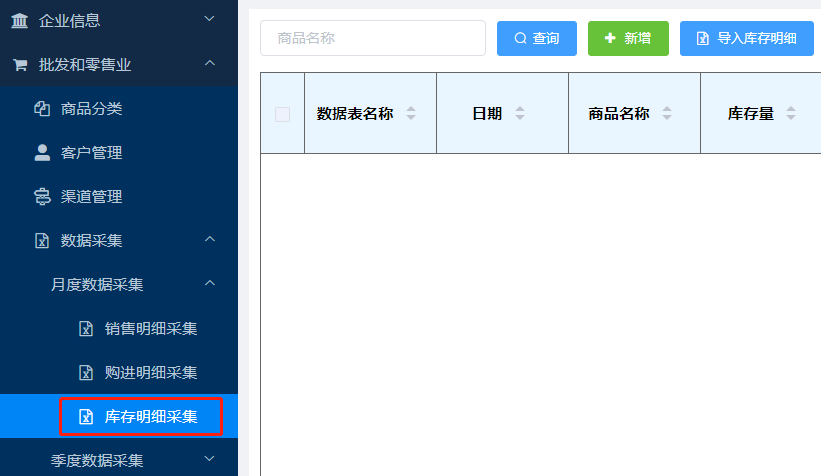 企业信息
批发和零售业
商品分类
客户管理
渠道管理
数据采集
月度数据采集
销售明细采集
购进明细采集
库存明细采集
季度数据采集
商品名称 查询 新增 导入库存明细
数据表名称 日期 商品名称 库存量